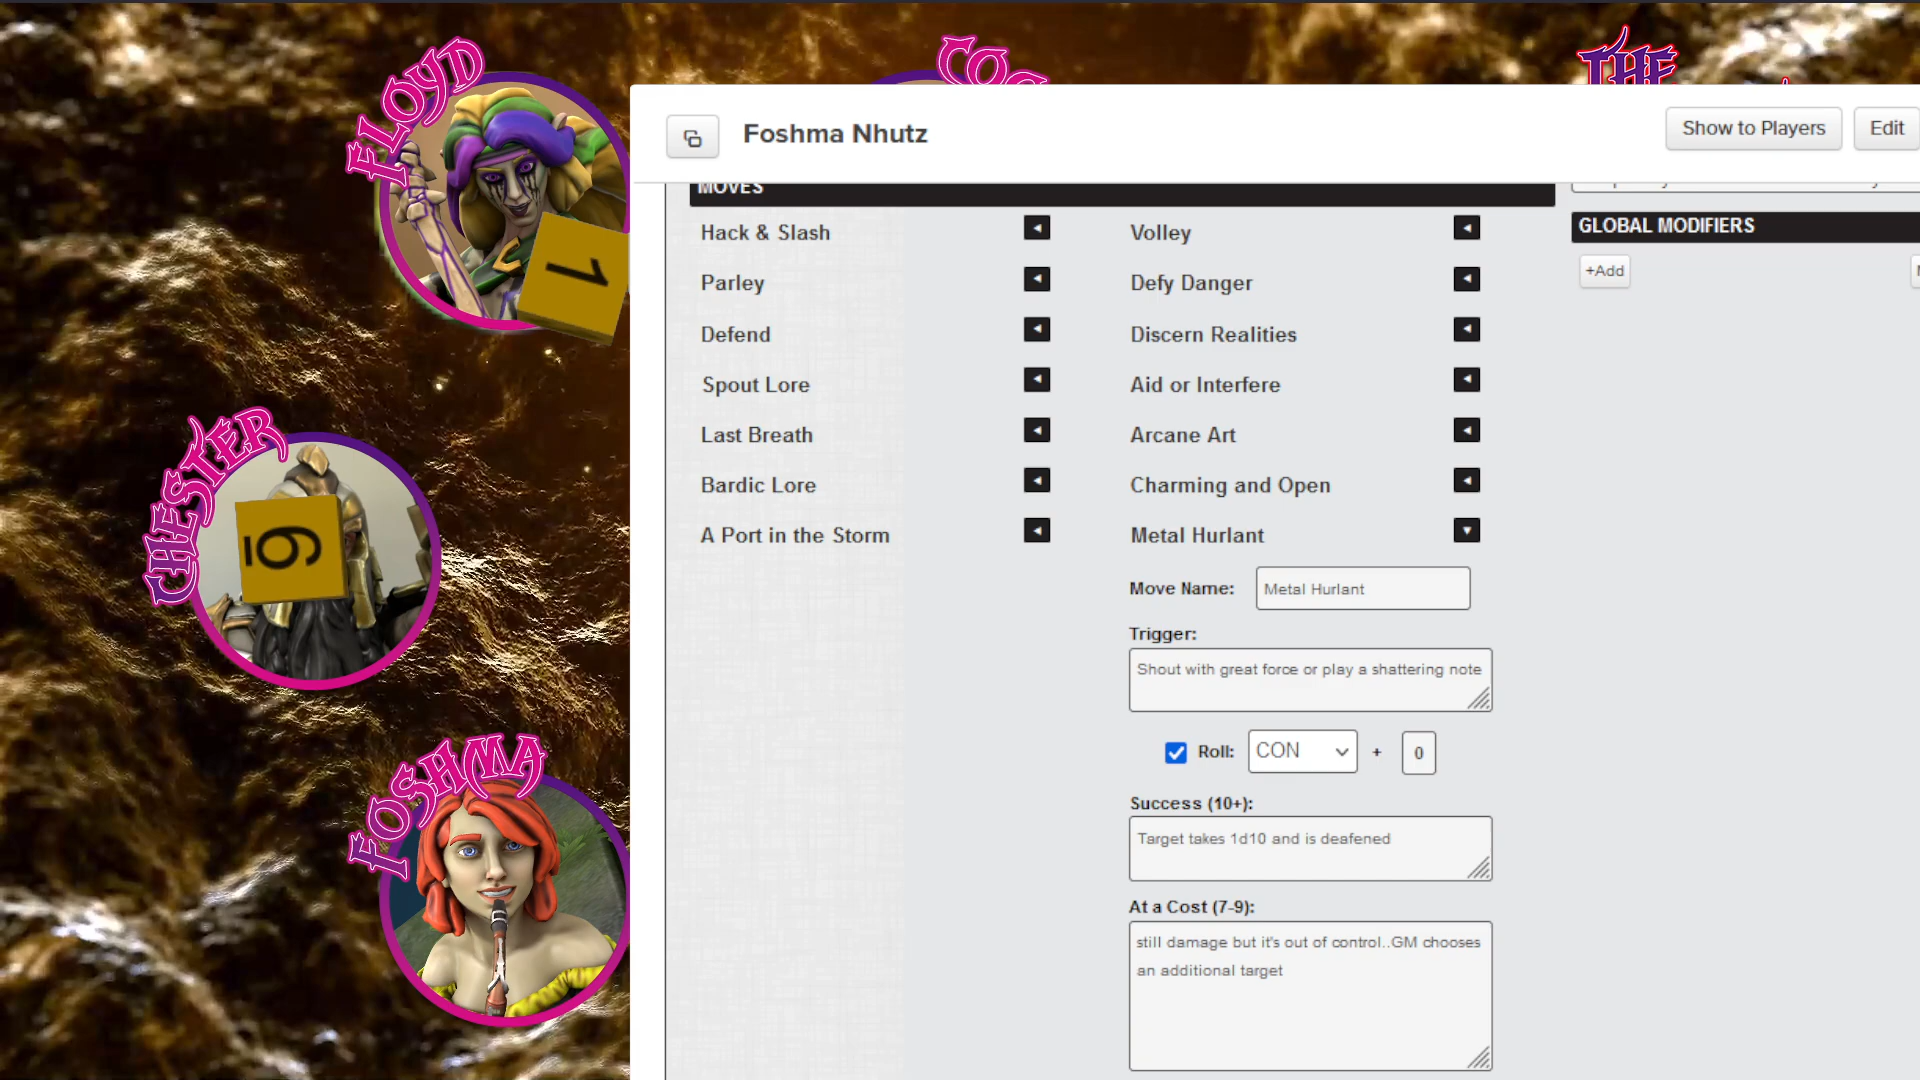 FLOYD
COG
THE
Foshma Nhutz
Show to Players
Edit
MOVES
GLOBAL MODIFIERS
+Add
Hack & Slash
Volley
Parley
Defy Danger
Defend
Discern Realities
Spout Lore
Aid or Interfere
Last Breath
Arcane Art
Bardic Lore
Charming and Open
A Port in the Storm
Metal Hurlant
Move Name:
Metal Hurlant
Trigger:
Shout with great force or play a shattering note
Roll:
CON
+
0
Success (10+):
Target takes 1d10 and is deafened
At a Cost (7-9):
still damage but it's out of control..GM chooses
an additional target
1
CHESTER
6
FOSHMA